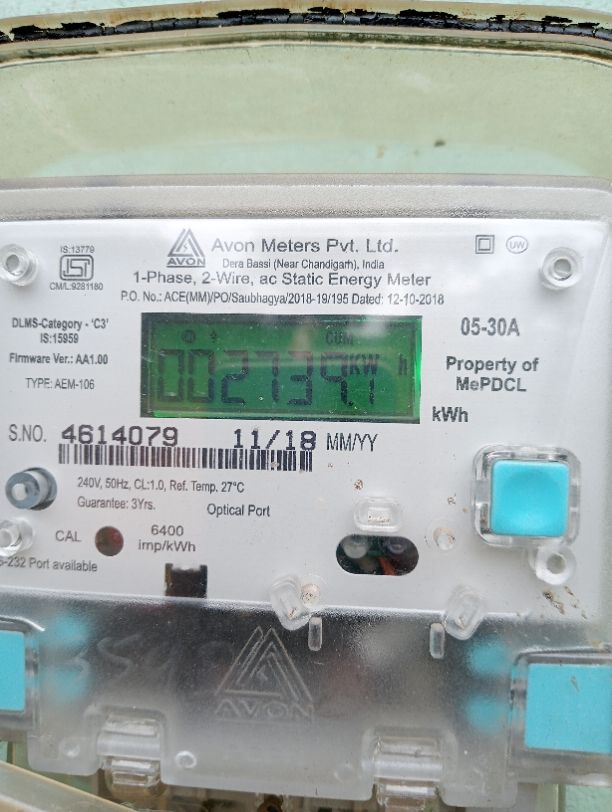 IS:13779
ISI
CM/L:9281180
AVON
Avon Meters Pvt. Ltd.
Dera Bassi (Near Chandigarh), India
UW
1-Phase, 2-Wire, ac Static Energy Meter
P.O. No.: ACE(MM)/PO/Saubhagya/2018-19/195 Dated: 12-10-2018
DLMS-Category - 'C3'
IS:15959
Firmware Ver.: AA1.00
TYPE: AEM-106
CUM
002739.1 KW h
05-30A
Property of
MePDCL
kWh
S.NO. 4614079 11/18 MM/YY
240V, 50Hz, CL:1.0, Ref. Temp. 27°C
Guarantee: 3Yrs.
Optical Port
CAL
6400
imp/kWh
-232 Port available
AVON